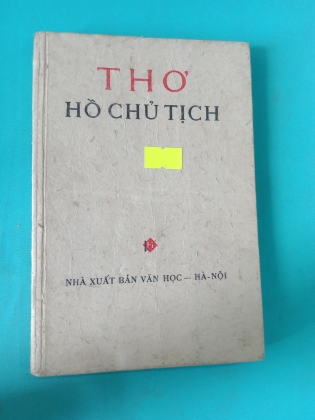 THƠ
HỒ CHỦ TỊCH
NHÀ XUẤT BẢN VĂN HỌC — HÀ-NỘI